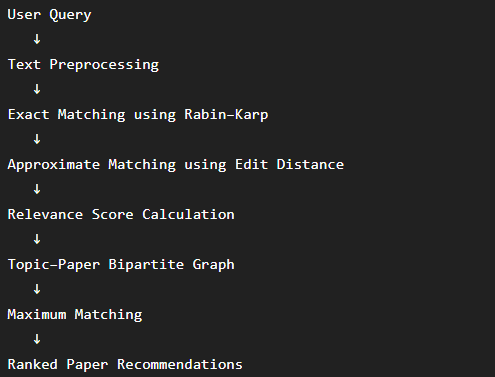 User Query
↓
Text Preprocessing
↓
Exact Matching using Rabin–Karp
↓
Approximate Matching using Edit Distance
↓
Relevance Score Calculation
↓
Topic–Paper Bipartite Graph
↓
Maximum Matching
↓
Ranked Paper Recommendations